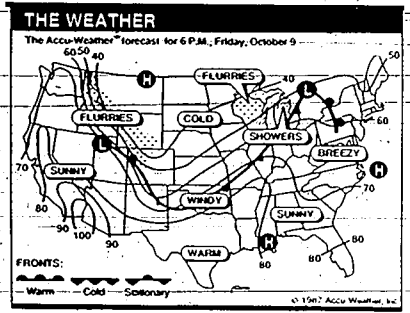 THE WEATHER
The Accu-Weather™ forecast for 6 P.M., Friday, October 9
60 50 40
H
FLURRIES
40
L
50
FLURRIES
COLD
SHOWERS
60
L
BREEZY
70
SUNNY
H
70
80
WINDY
SUNNY
90 100 90
WARM
H
80
80
80
FRONTS:
Warm Cold Stationary
© 1987 Accu-Weather, Inc